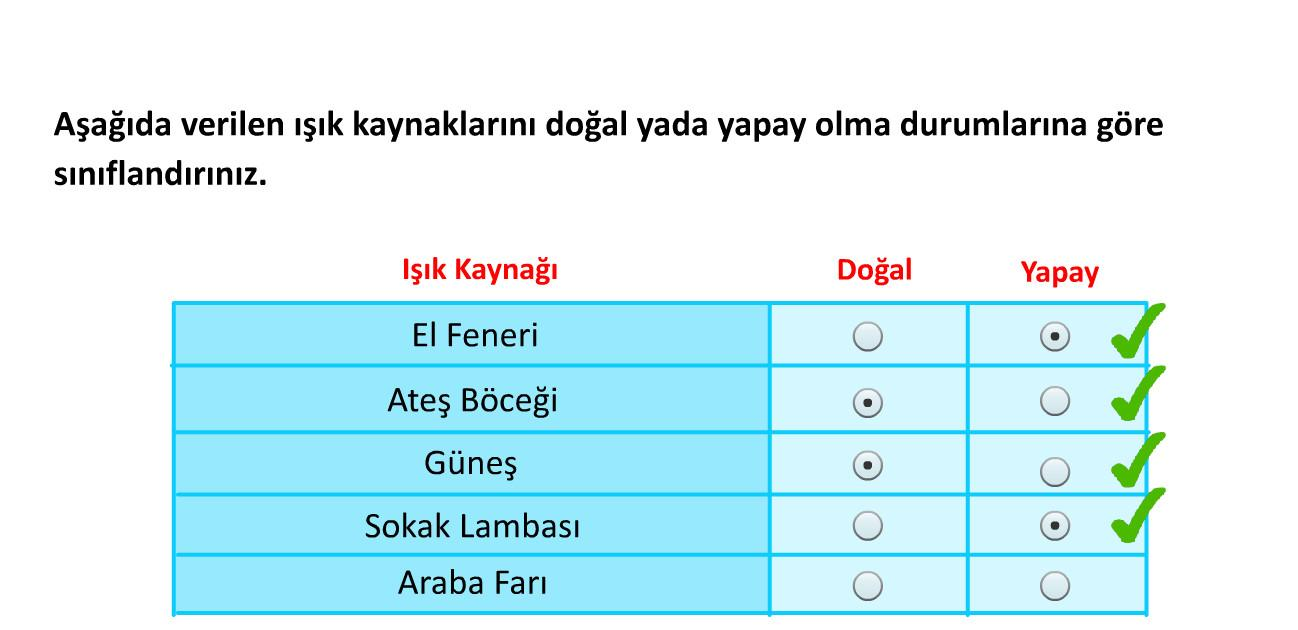 Aşağıda verilen ışık kaynaklarını doğal yada yapay olma durumlarına göre
sınıflandırınız.
Işık Kaynağı Doğal Yapay
El Feneri
Ateş Böceği
Güneş
Sokak Lambası
Araba Farı